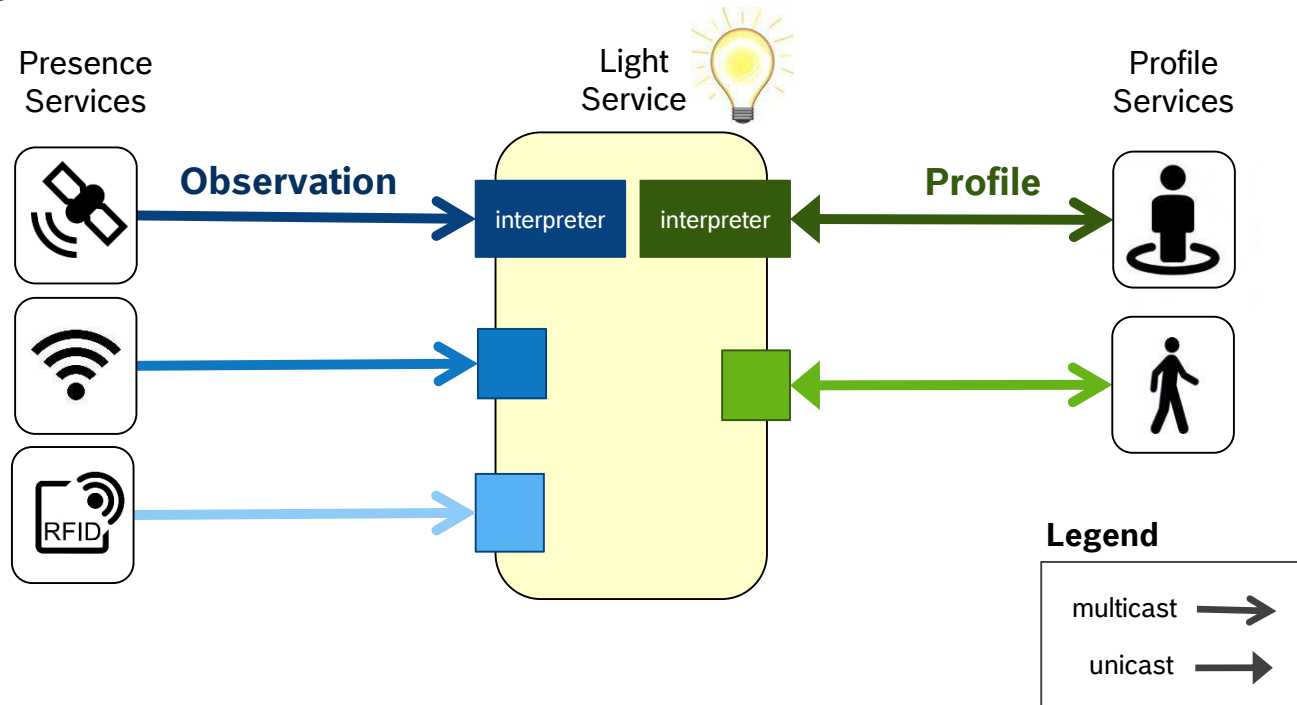 Presence
Services
Light
Service
Profile
Services
Observation
Profile
interpreter
interpreter
RFID
Legend
multicast
unicast